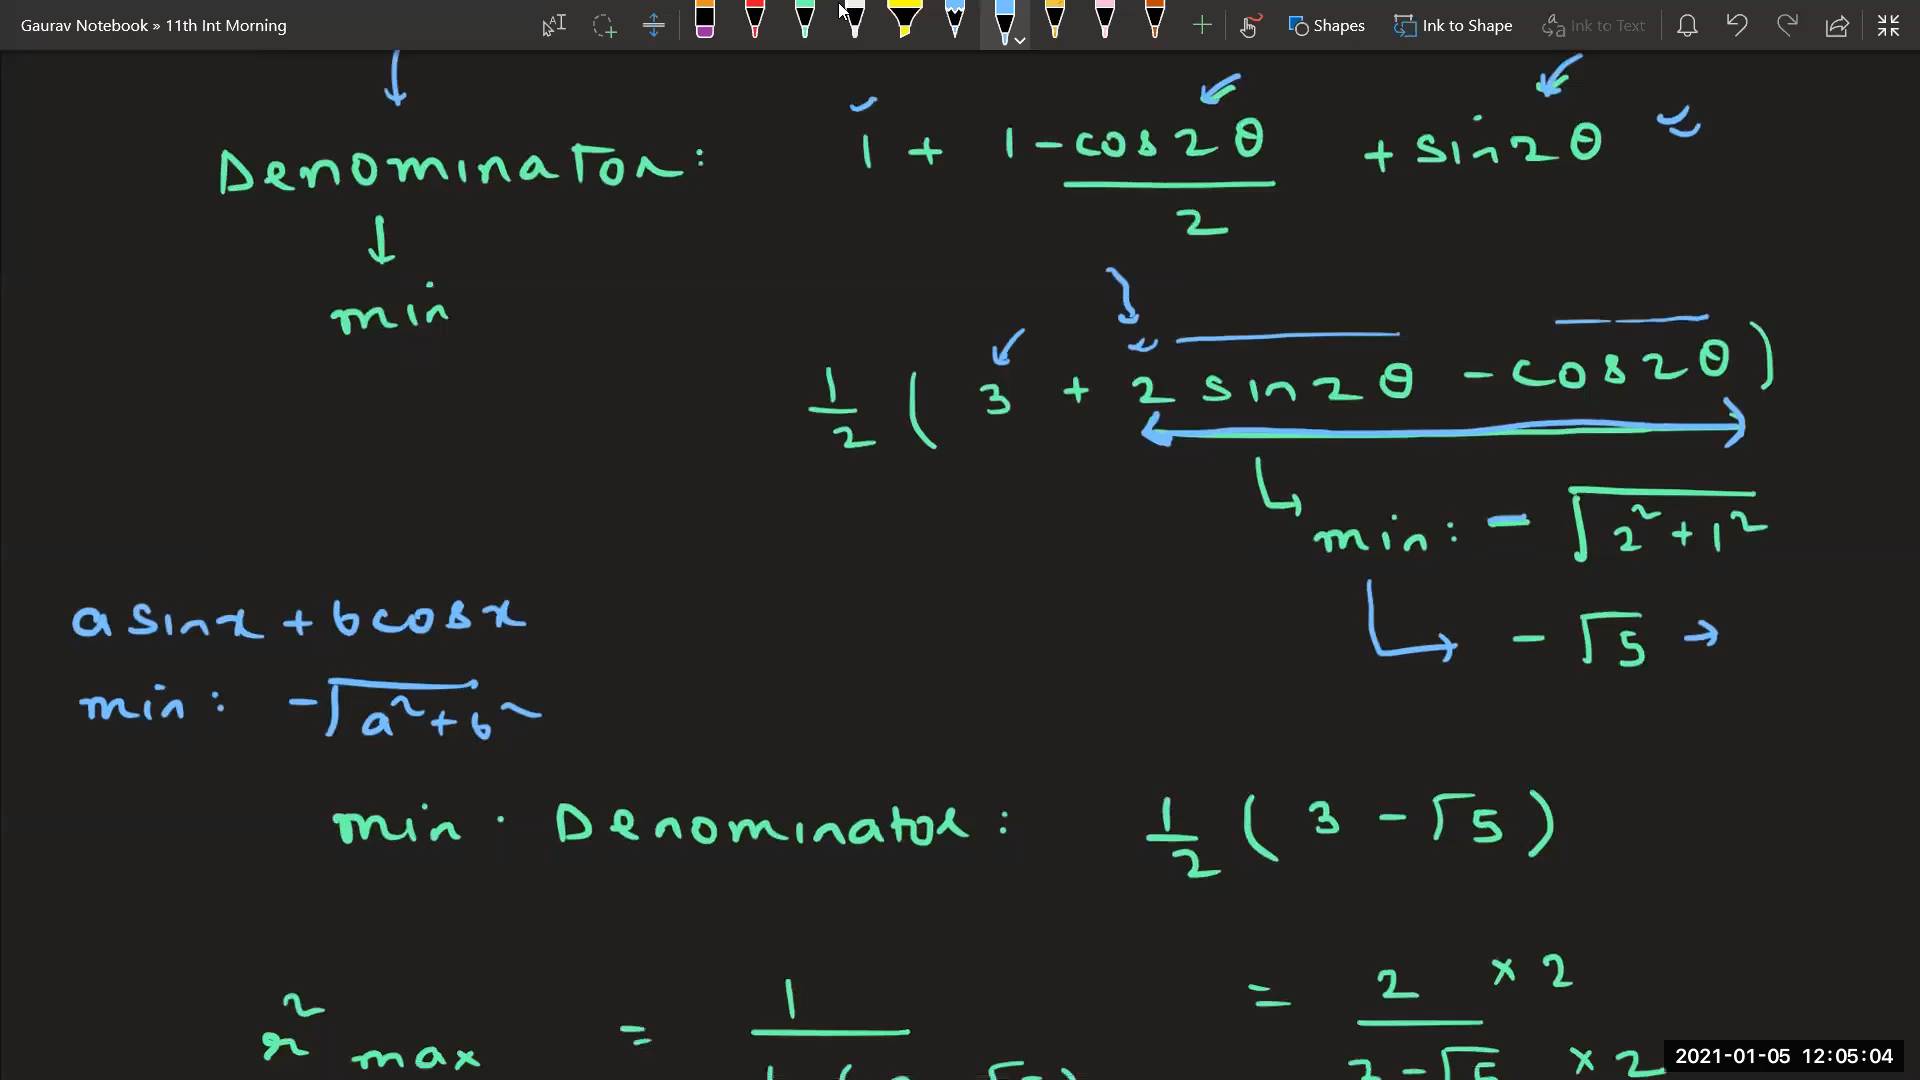 Gaurav Notebook » 11th Int Morning
Shapes
Ink to Shape
Ink to Text
Denominator: 1 + 1-cos2θ/2 + sin2θ
min
1/2 ( 3 + 2 sin2θ - cos2θ )
min: - √2² + 1²
- √5 →
a sinx + b cosx
min: -√a² + b²
min. Denominator: 1/2 ( 3 - √5 )
r² max = 1 = 2 × 2
3 - √5 × 2
2021-01-05 12:05:04